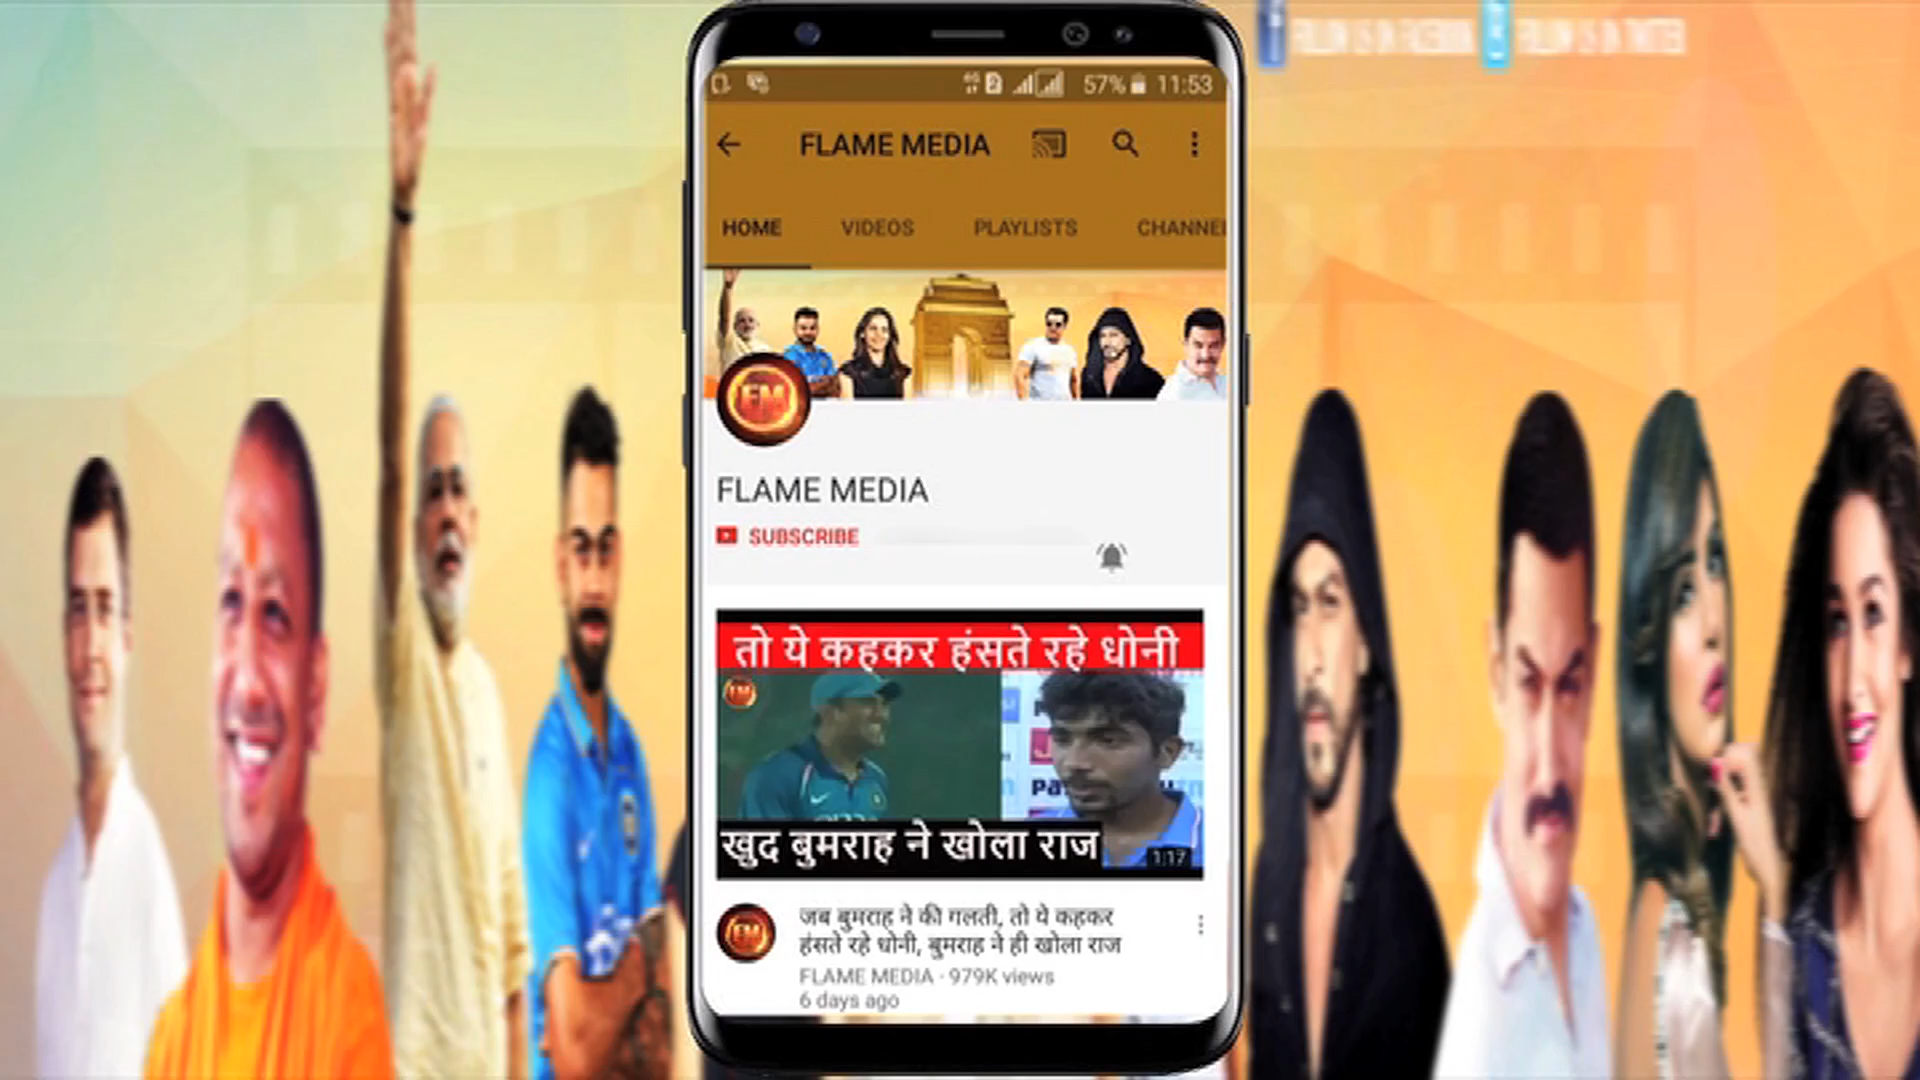 57% 11:53
FLAME MEDIA
HOME VIDEOS PLAYLISTS CHANNEL
FM
FLAME MEDIA
SUBSCRIBE
तो ये कहकर हंसते रहे धोनी
FM
खुद बुमराह ने खोला राज
1:17
FM
जब बुमराह ने की गलती, तो ये कहकर
हंसते रहे धोनी, बुमराह ने ही खोला राज
FLAME MEDIA · 979K views
6 days ago